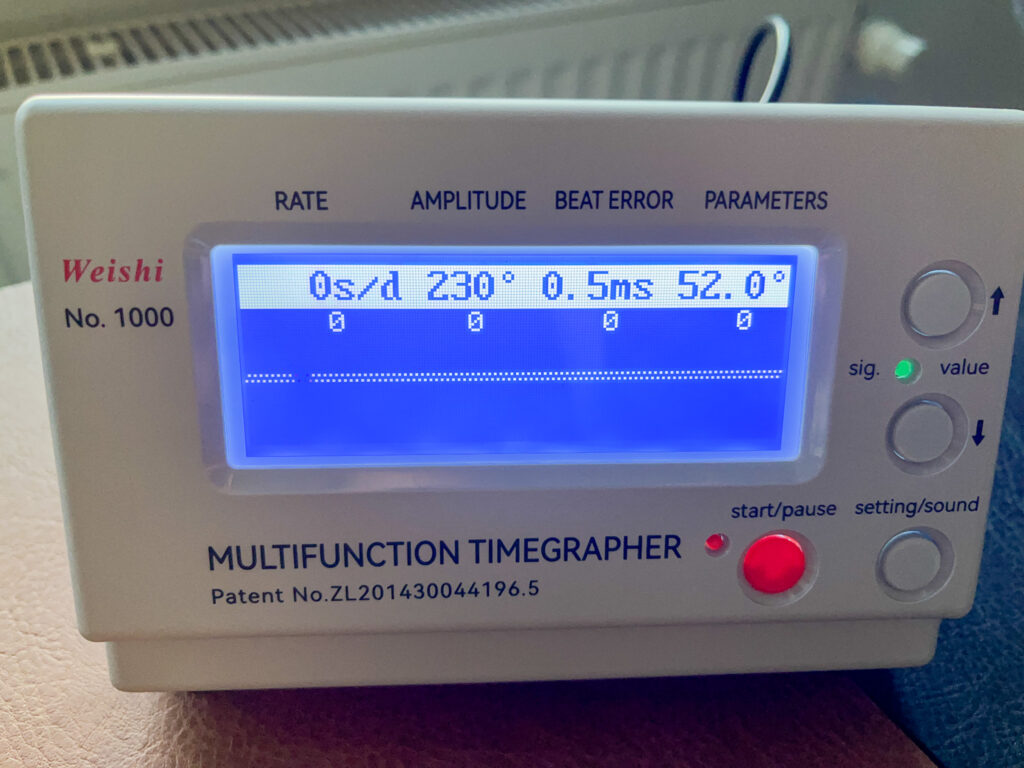 RATE AMPLITUDE BEAT ERROR PARAMETERS
Weishi
No. 1000
0s/d 230° 0.5ms 52.0°
0 0 0 0
sig. value
start/pause setting/sound
MULTIFUNCTION TIMEGRAPHER
Patent No.ZL201430044196.5